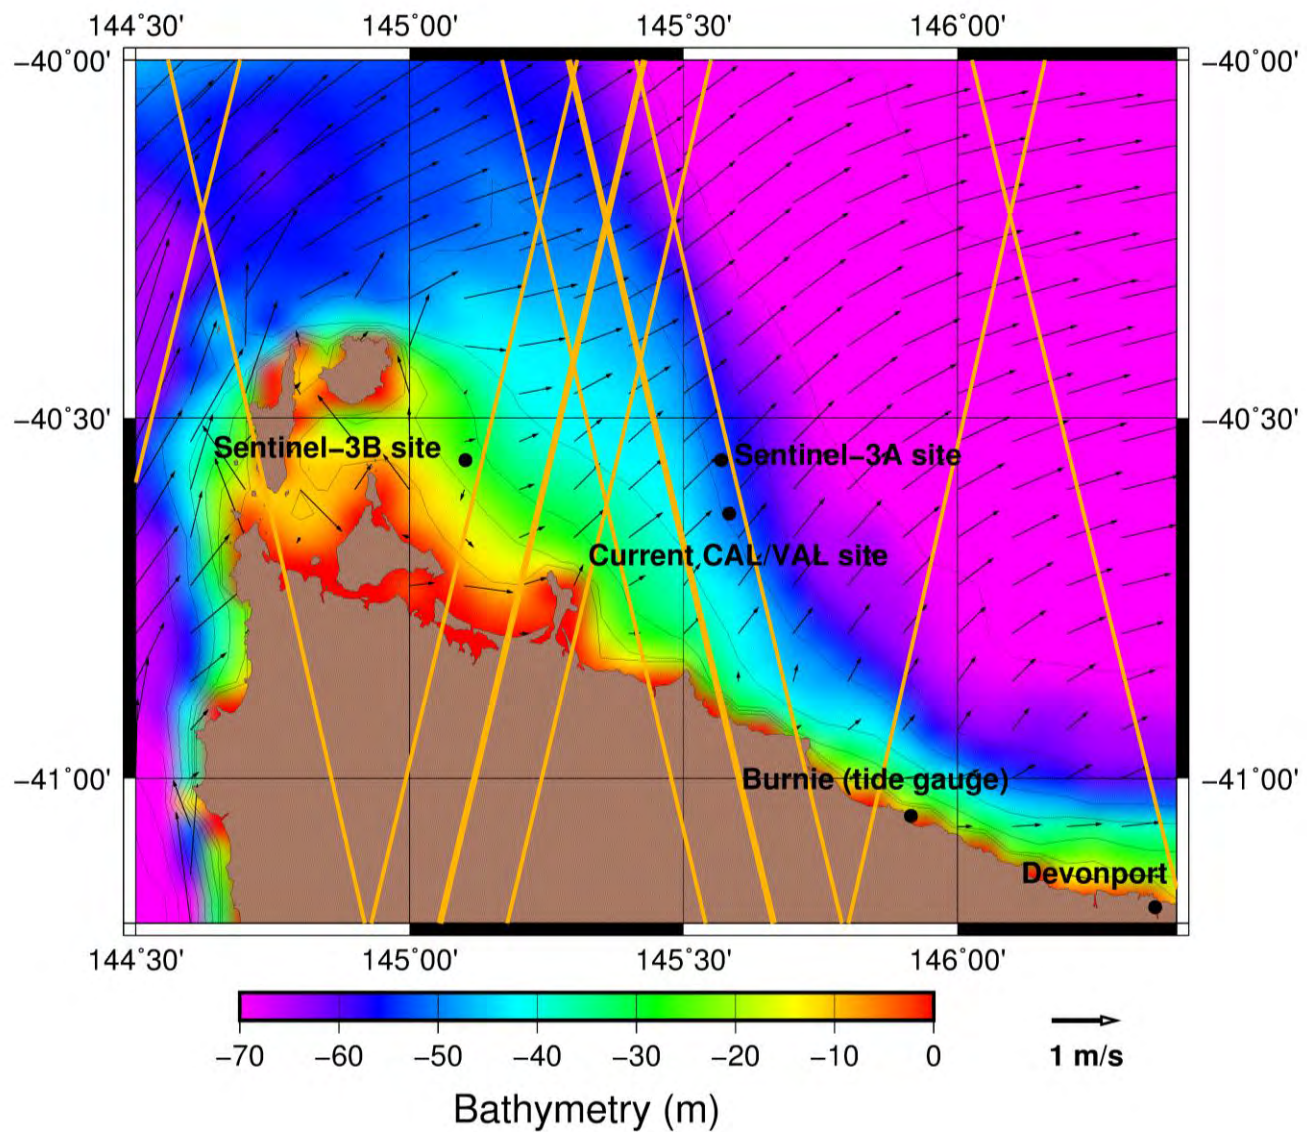 144˚30' 145˚00' 145˚30' 146˚00'
−40˚00' −40˚00'
−40˚30' −40˚30'
Sentinel−3B site Sentinel−3A site
Current CAL/VAL site
−41˚00' Burnie (tide gauge) −41˚00'
Devonport
144˚30' 145˚00' 145˚30' 146˚00'
−70 −60 −50 −40 −30 −20 −10 0 1 m/s
Bathymetry (m)